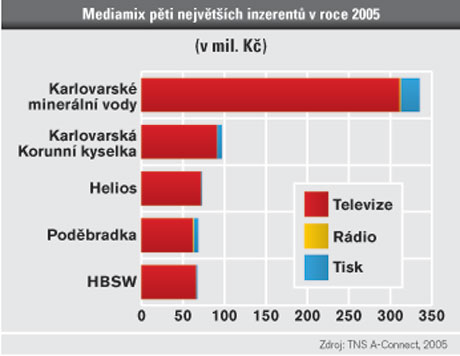 Mediamix pěti největších inzerentů v roce 2005
(v mil. Kč)
Karlovarské
minerální vody
Karlovarská
Korunní kyselka
Helios
Poděbradka
HBSW
Televize
Rádio
Tisk
0 50 100 150 200 250 300 350
Zdroj: TNS A-Connect, 2005